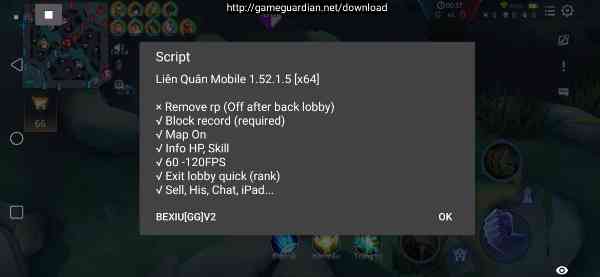 http://gameguardian.net/download
00:37
66
Script
Liên Quân Mobile 1.52.1.5 [x64]
× Remove rp (Off after back lobby)
√ Block record (required)
√ Map On
√ Info HP, Skill
√ 60 -120FPS
√ Exit lobby quick (rank)
√ Sell, His, Chat, iPad...
BEXIU[GG]V2
OK